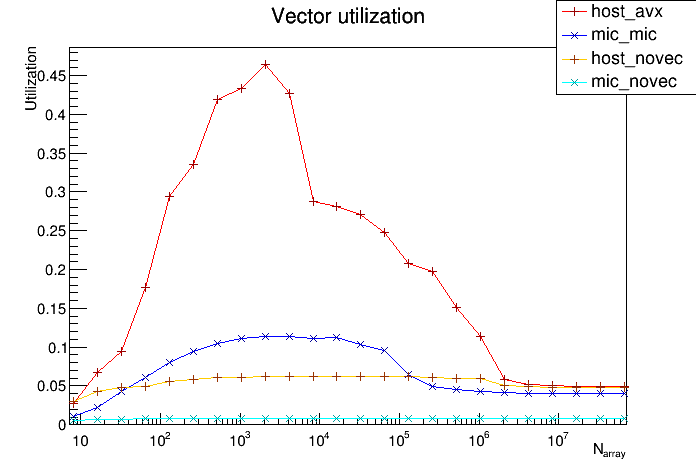 Vector utilization
host_avx
mic_mic
host_novec
mic_novec
Utilization
0.45
0.4
0.35
0.3
0.25
0.2
0.15
0.1
0.05
0
10
10²
10³
10⁴
10⁵
10⁶
10⁷
N_array